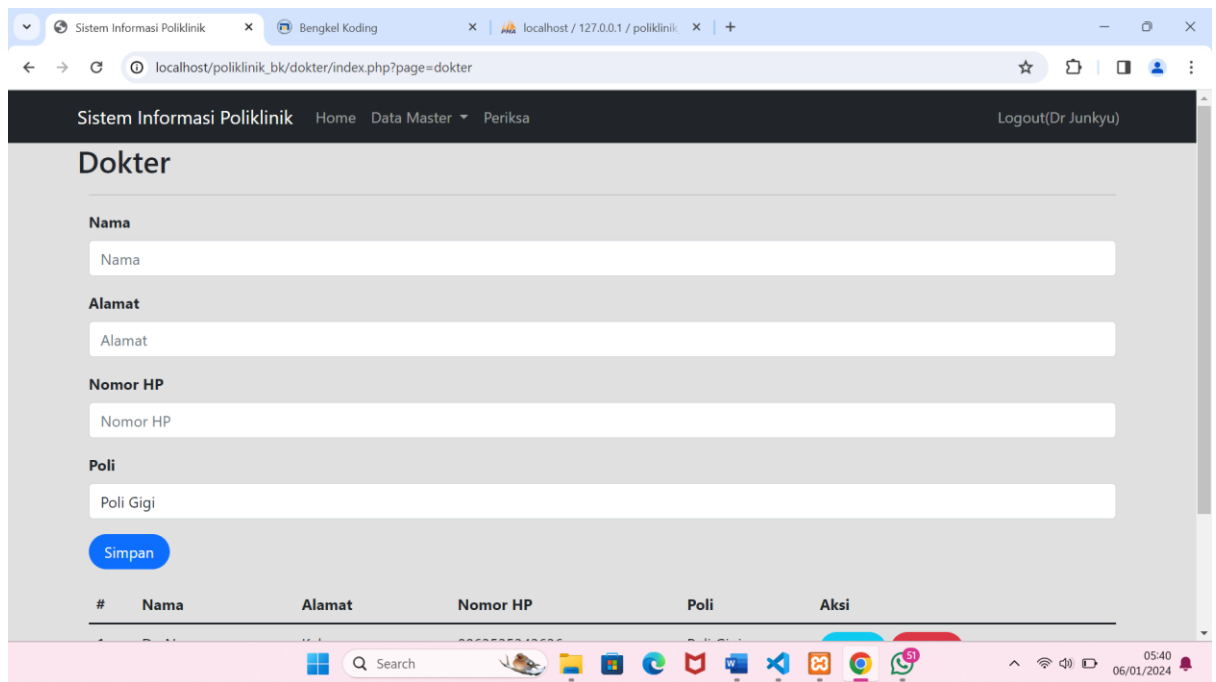 Sistem Informasi Poliklinik
Bengkel Koding
localhost / 127.0.0.1 / poliklinik
localhost/poliklinik_bk/dokter/index.php?page=dokter
Sistem Informasi Poliklinik Home Data Master Periksa Logout(Dr Junkyu)
Dokter
Nama
Nama
Alamat
Alamat
Nomor HP
Nomor HP
Poli
Poli Gigi
Simpan
# Nama Alamat Nomor HP Poli Aksi
Search
51
05:40
06/01/2024